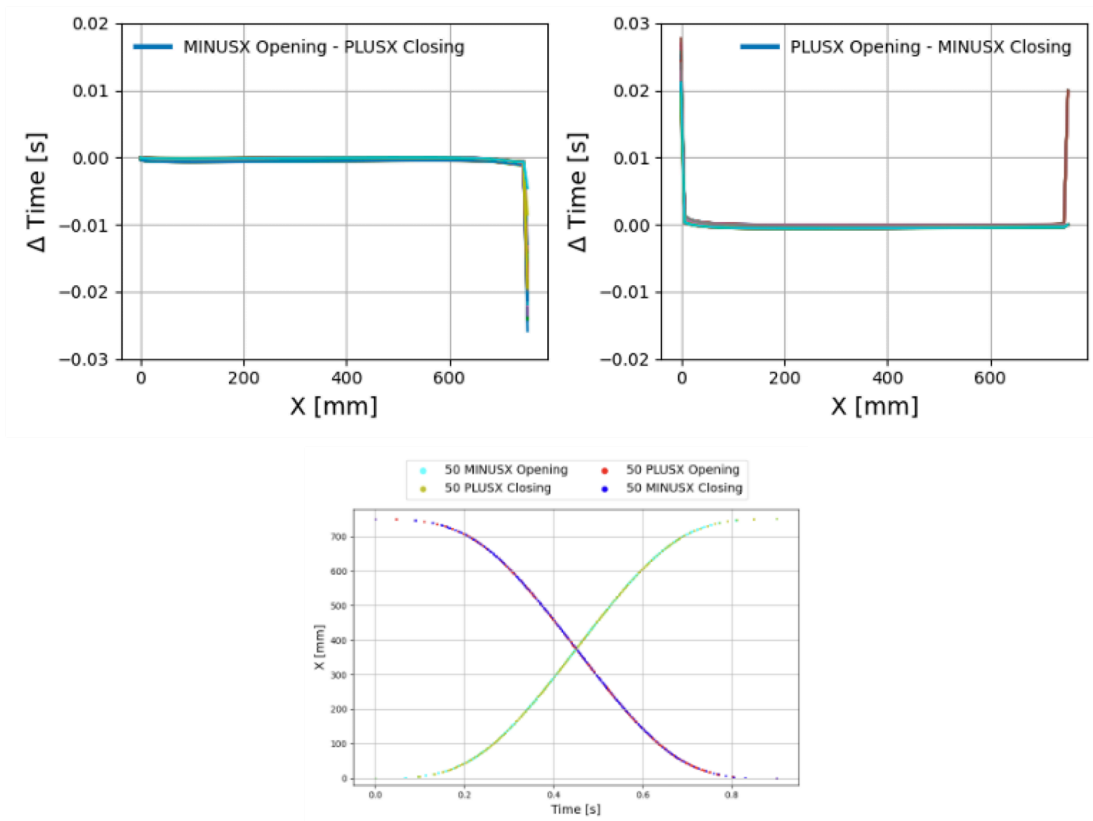 MINUSX Opening - PLUSX Closing
0.02
0.01
0.00
−0.01
−0.02
−0.03
Δ Time [s]
0 200 400 600
X [mm]
PLUSX Opening - MINUSX Closing
0.03
0.02
0.01
0.00
−0.01
−0.02
Δ Time [s]
0 200 400 600
X [mm]
50 MINUSX Opening 50 PLUSX Opening
50 PLUSX Closing 50 MINUSX Closing
700
600
500
400
300
200
100
0
X [mm]
0.0 0.2 0.4 0.6 0.8
Time [s]